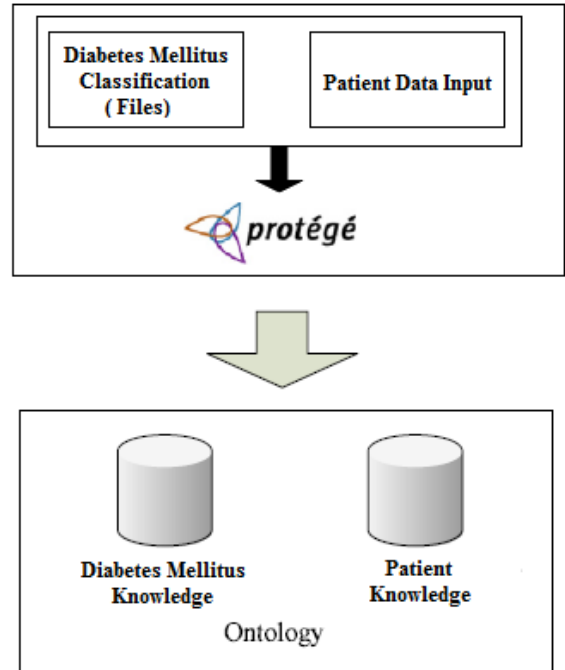 Diabetes Mellitus
Classification
( Files)
Patient Data Input
protégé
Diabetes Mellitus
Knowledge
Patient
Knowledge
Ontology